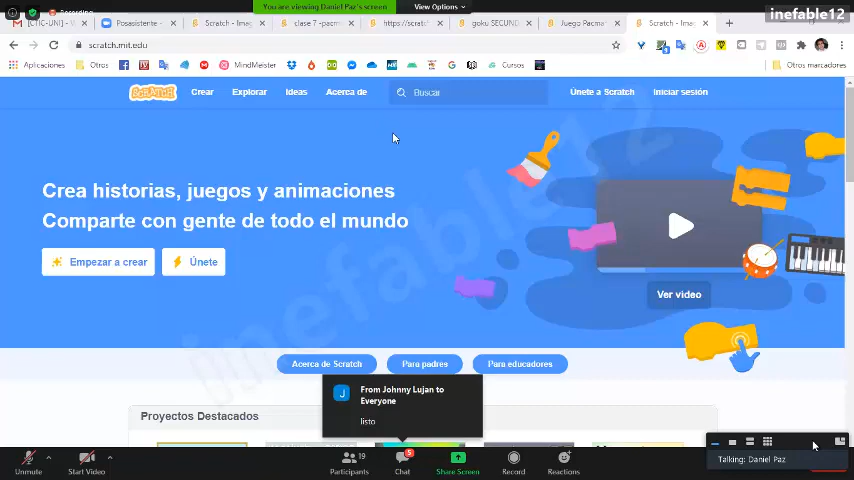 Recording
You are viewing Daniel Paz's screen
View Options
inefable12
[CTIC-UNI] - V
Posasistente -
Scratch - Imag
clase 7 -pacm
https://scratc
goku SECUND
Juego Pacma
Scratch - Imag
scratch.mit.edu
Aplicaciones
Otros
MindMeister
Cursos
Otros marcadores
SCRATCH
Crear
Explorar
Ideas
Acerca de
Buscar
Únete a Scratch
Iniciar sesión
Crea historias, juegos y animaciones
Comparte con gente de todo el mundo
Empezar a crear
Únete
Ver video
inefable12
Acerca de Scratch
Para padres
Para educadores
From Johnny Lujan to
Everyone
listo
Proyectos Destacados
Talking: Daniel Paz
Unmute
Start Video
Participants
19
Chat
5
Share Screen
Record
Reactions